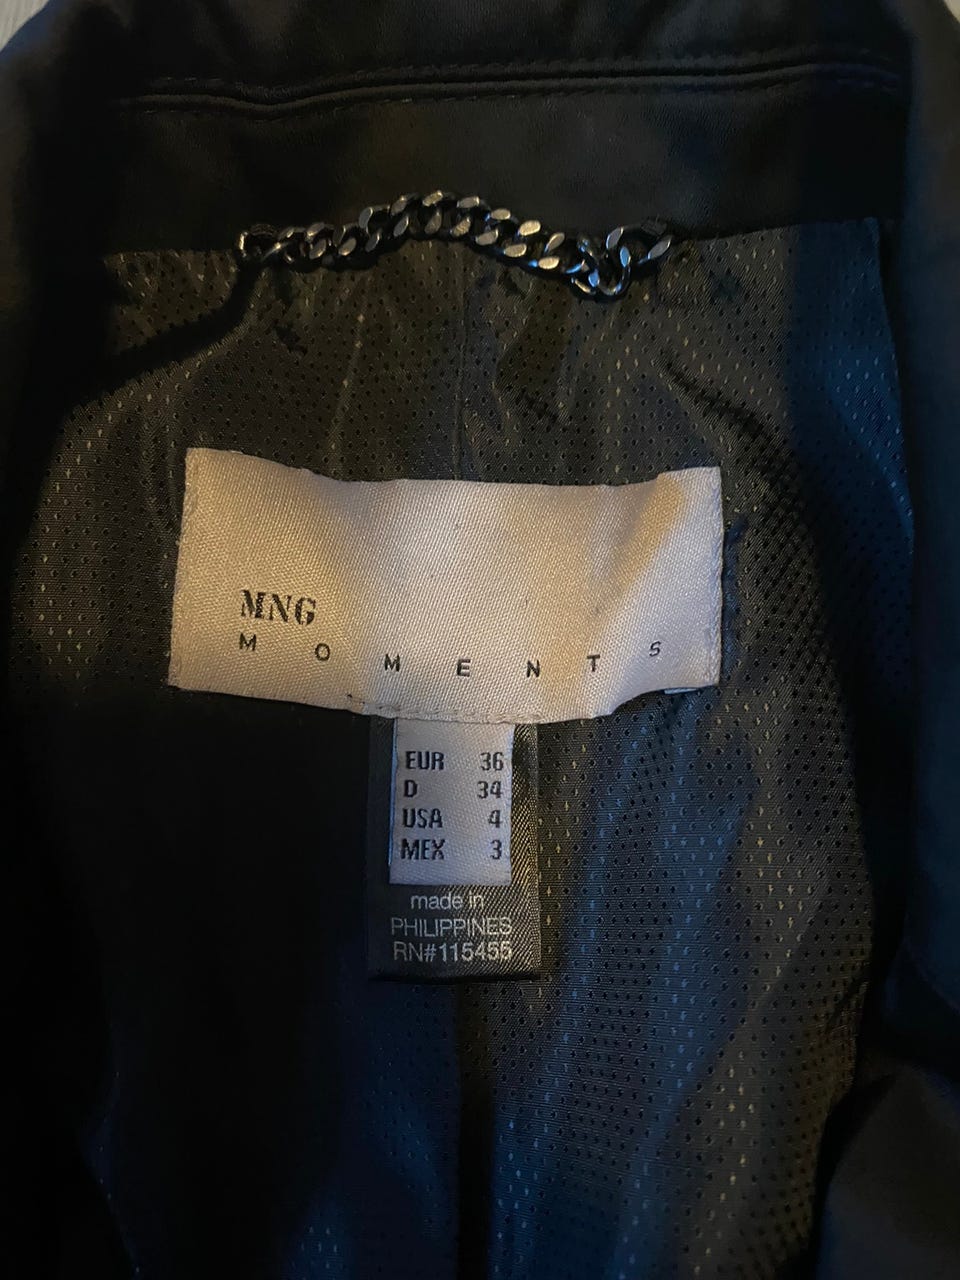 MNG
MOMENTS
EUR 36
D 34
USA 4
MEX 3
made in
PHILIPPINES
RN#115455